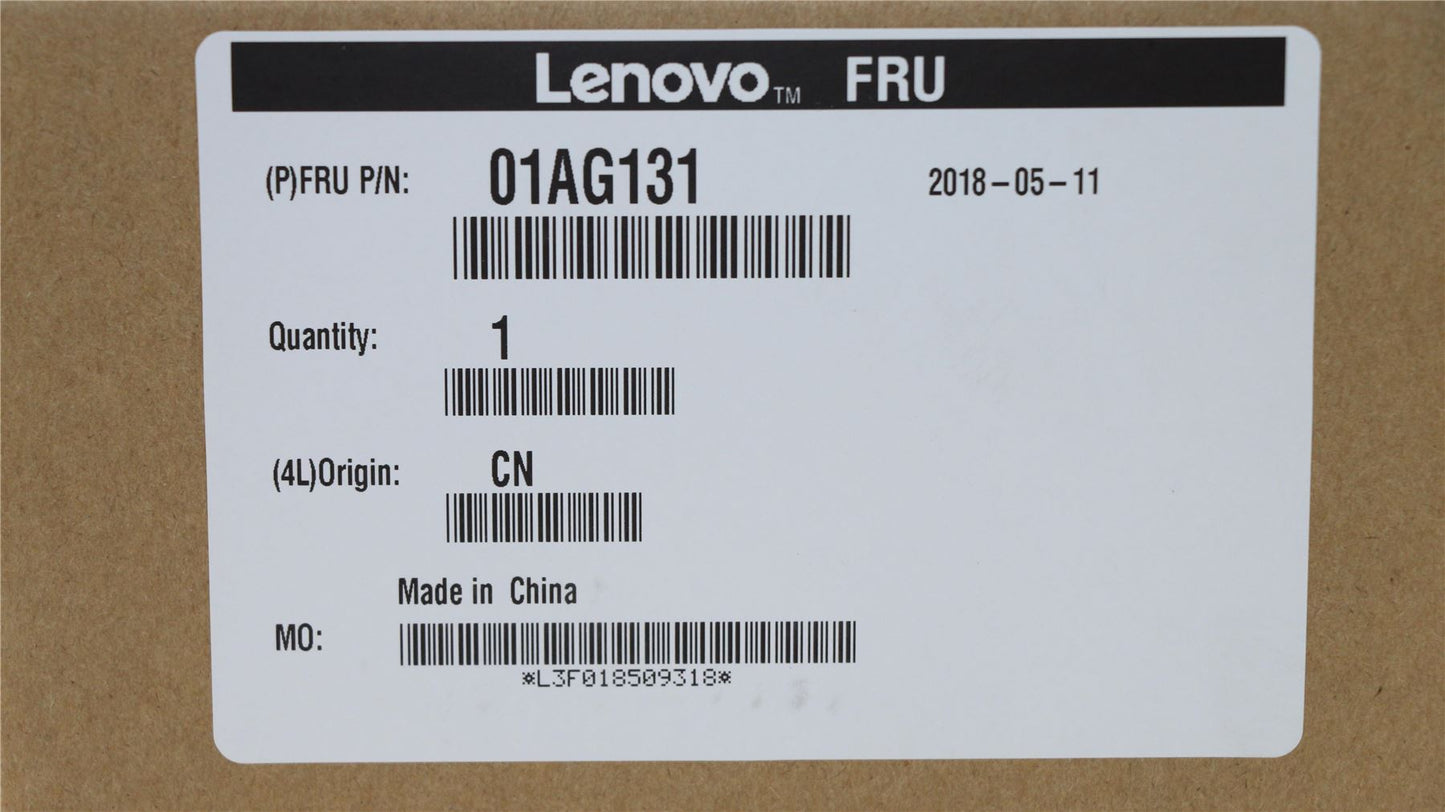 Lenovo™ FRU
(P)FRU P/N: 01AG131 2018-05-11
Quantity: 1
(4L)Origin: CN
Made in China
MO:
*L3F018509318*